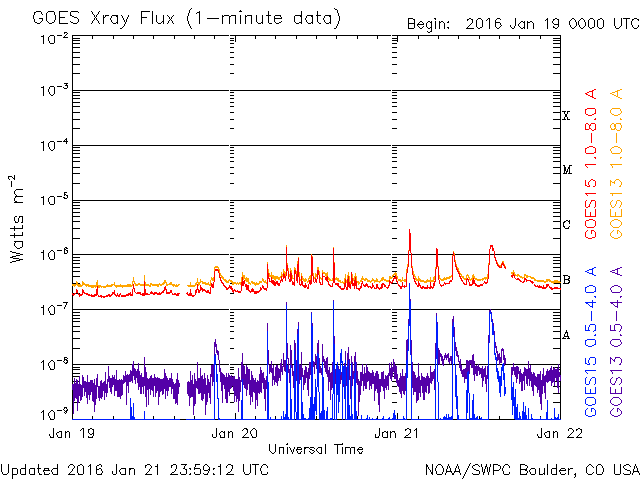 GOES Xray Flux (1-minute data)
Begin: 2016 Jan 19 0000 UTC
10⁻²
10⁻³
10⁻⁴
10⁻⁵
10⁻⁶
10⁻⁷
10⁻⁸
10⁻⁹
Watts m⁻²
X
M
C
B
A
GOES15 1.0-8.0 A
GOES13 1.0-8.0 A
GOES15 0.5-4.0 A
GOES13 0.5-4.0 A
Jan 19 Jan 20 Jan 21 Jan 22
Universal Time
Updated 2016 Jan 21 23:59:12 UTC
NOAA/SWPC Boulder, CO USA